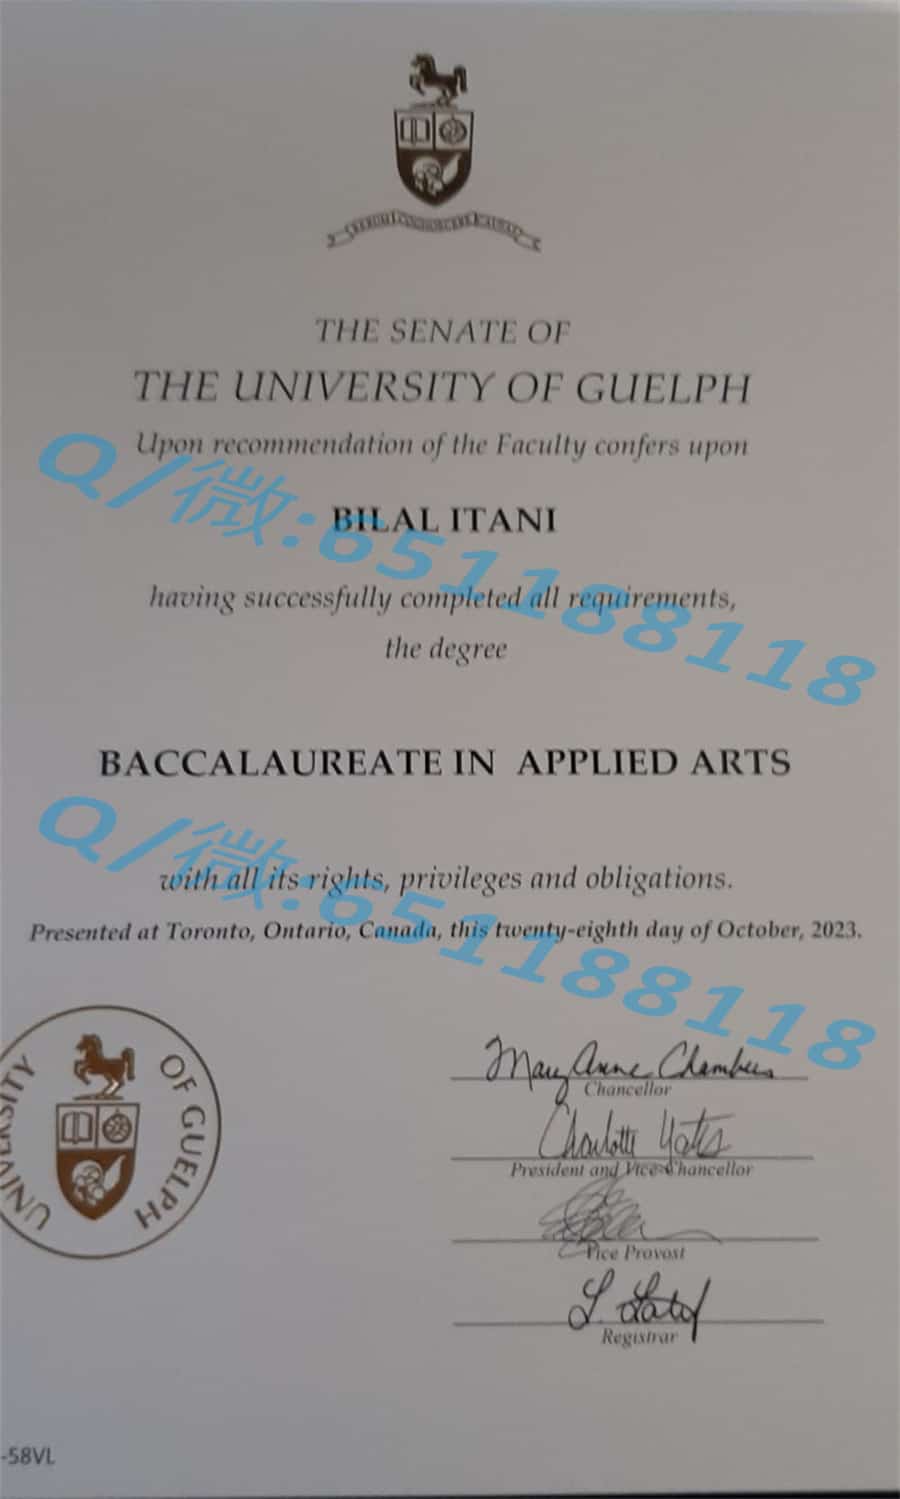 THE SENATE OF
THE UNIVERSITY OF GUELPH
Upon recommendation of the Faculty confers upon
Q/微:651188118
BILAL ITANI
having successfully completed all requirements,
the degree
BACCALAUREATE IN APPLIED ARTS
Q/微:651188118
with all its rights, privileges and obligations.
Presented at Toronto, Ontario, Canada, this twenty-eighth day of October, 2023.
UNIVERSITY OF GUELPH
Mary Anne Chambers
Chancellor
Charlotte Yates
President and Vice-Chancellor
Vice Provost
Registrar
-58VL